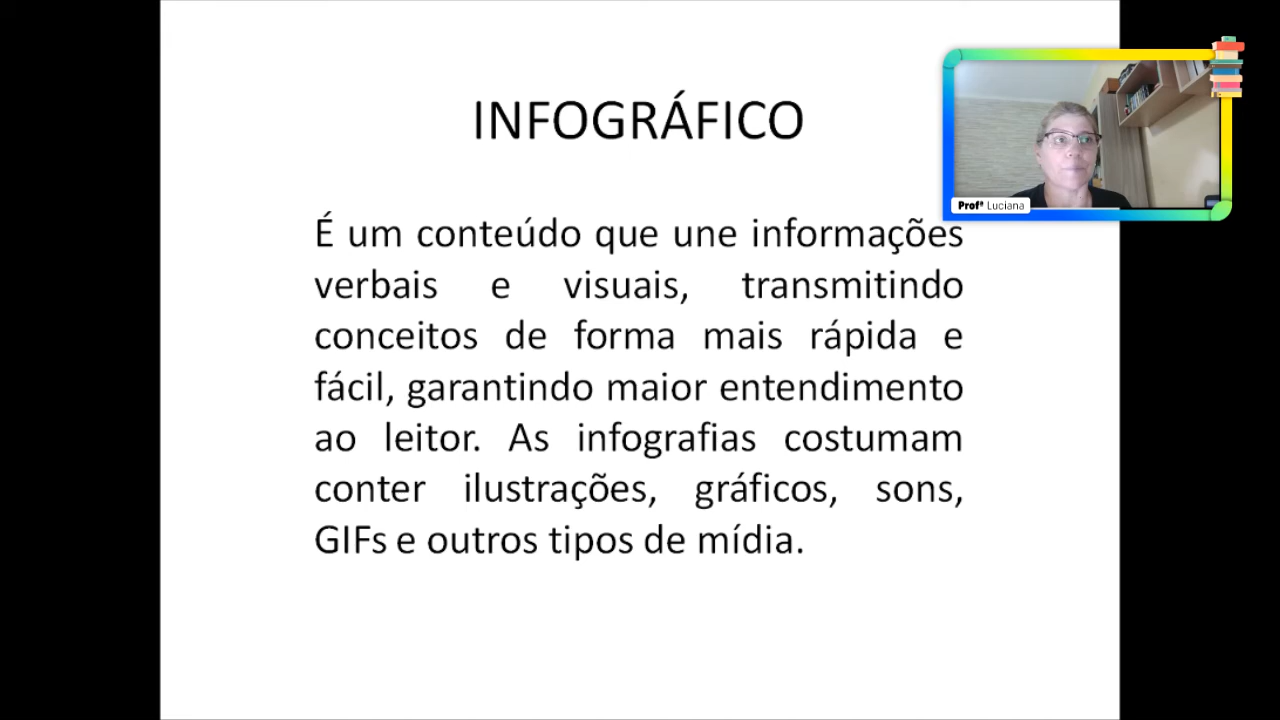 INFOGRÁFICO
Profª Luciana
É um conteúdo que une informações
verbais e visuais, transmitindo
conceitos de forma mais rápida e
fácil, garantindo maior entendimento
ao leitor. As infografias costumam
conter ilustrações, gráficos, sons,
GIFs e outros tipos de mídia.